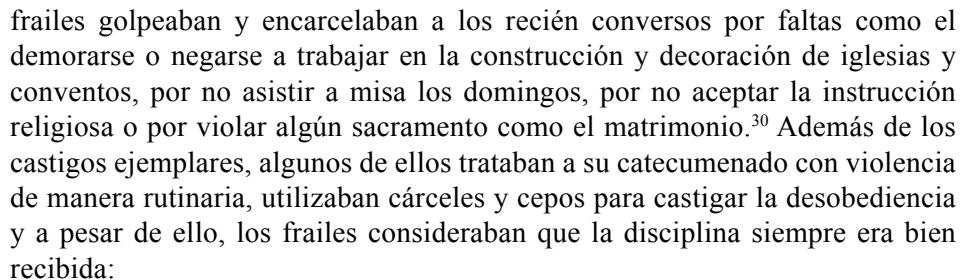 frailes golpeaban y encarcelaban a los recién conversos por faltas como el
demorarse o negarse a trabajar en la construcción y decoración de iglesias y
conventos, por no asistir a misa los domingos, por no aceptar la instrucción
religiosa o por violar algún sacramento como el matrimonio.³⁰ Además de los
castigos ejemplares, algunos de ellos trataban a su catecumenado con violencia
de manera rutinaria, utilizaban cárceles y cepos para castigar la desobediencia
y a pesar de ello, los frailes consideraban que la disciplina siempre era bien
recibida: